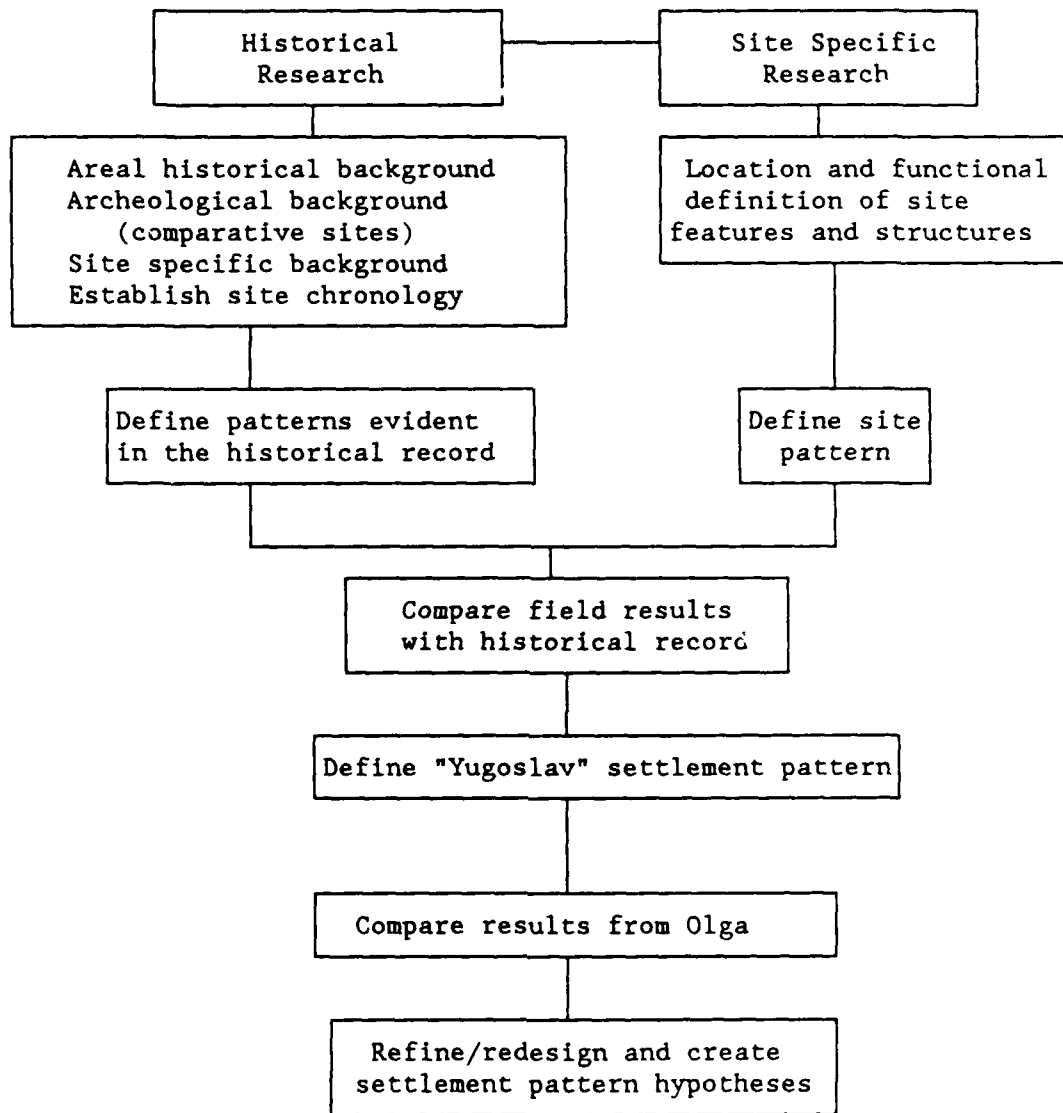 Historical
Research
Site Specific
Research
Areal historical background
Archeological background
(comparative sites)
Site specific background
Establish site chronology
Location and functional
definition of site
features and structures
Define patterns evident
in the historical record
Define site
pattern
Compare field results
with historical record
Define "Yugoslav" settlement pattern
Compare results from Olga
Refine/redesign and create
settlement pattern hypotheses